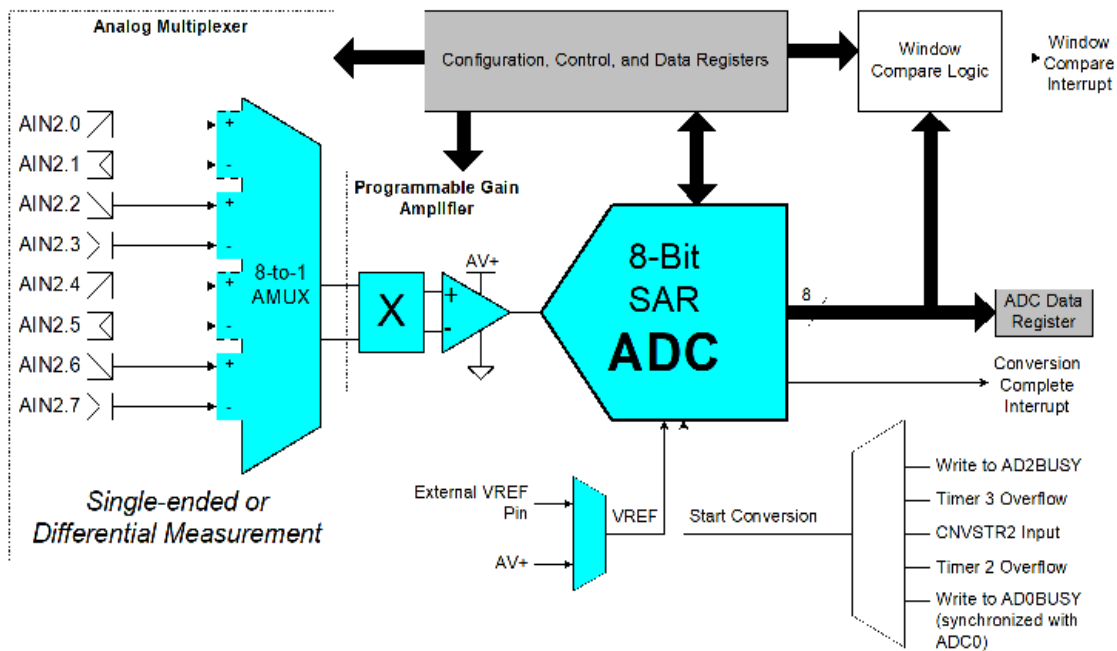 Analog Multiplexer
Configuration, Control, and Data Registers
Window
Compare Logic
Window
Compare
Interrupt
AIN2.0
AIN2.1
AIN2.2
AIN2.3
AIN2.4
AIN2.5
AIN2.6
AIN2.7
+
-
+
-
+
-
+
-
8-to-1
AMUX
Programmable Gain
Amplifier
X
AV+
+
-
8-Bit
SAR
ADC
8
ADC Data
Register
Conversion
Complete
Interrupt
Single-ended or
Differential Measurement
External VREF
Pin
AV+
VREF
Start Conversion
Write to AD2BUSY
Timer 3 Overflow
CNVSTR2 Input
Timer 2 Overflow
Write to AD0BUSY
(synchronized with
ADC0)